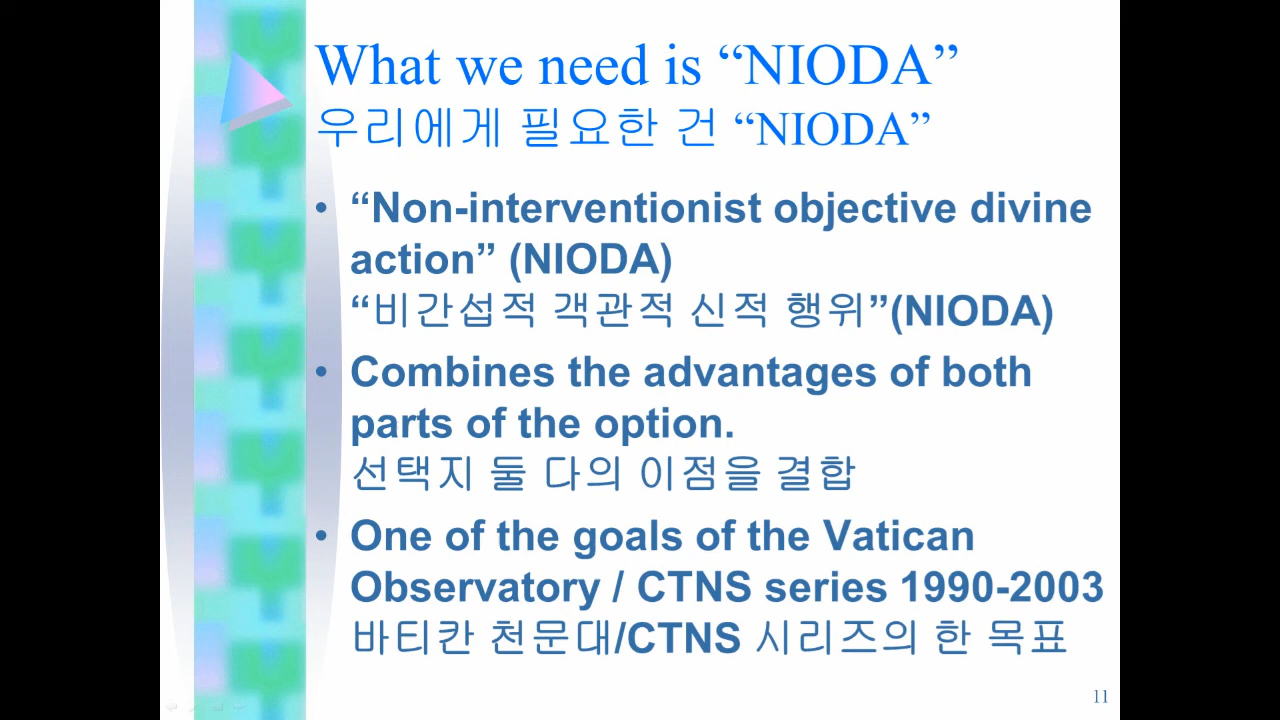 What we need is “NIODA”
우리에게 필요한 건 “NIODA”
• “Non-interventionist objective divine
action” (NIODA)
“비간섭적 객관적 신적 행위”(NIODA)
• Combines the advantages of both
parts of the option.
선택지 둘 다의 이점을 결합
• One of the goals of the Vatican
Observatory / CTNS series 1990-2003
바티칸 천문대/CTNS 시리즈의 한 목표
11